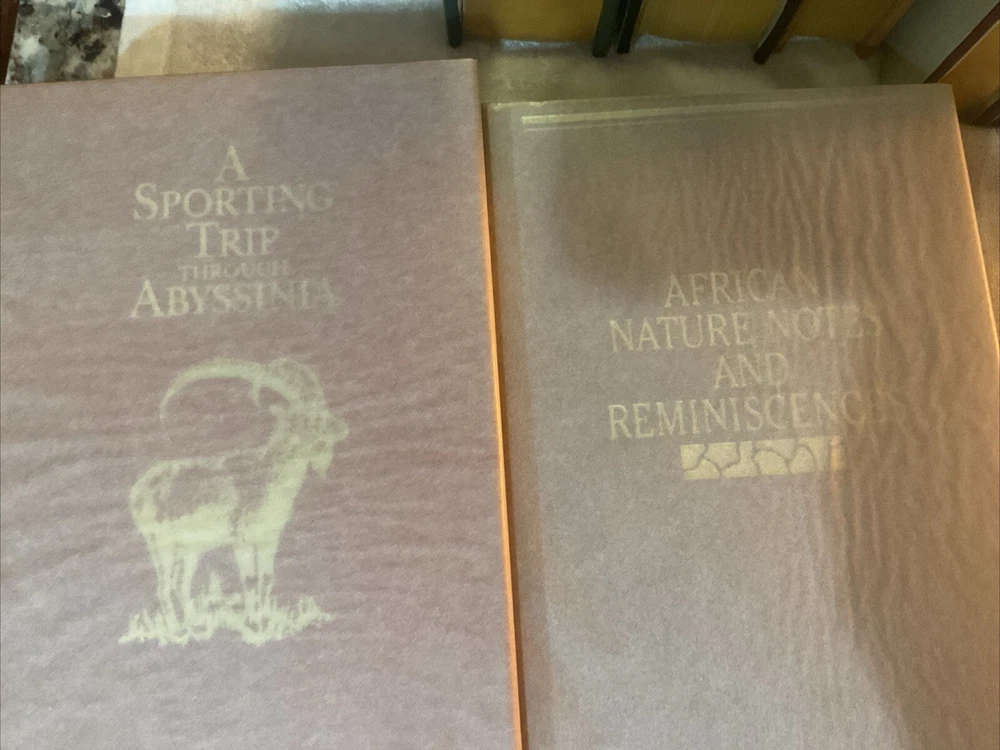 A
SPORTING
TRIP
THROUGH
ABYSSINIA
AFRICAN
NATURE NOTES
AND
REMINISCENCES